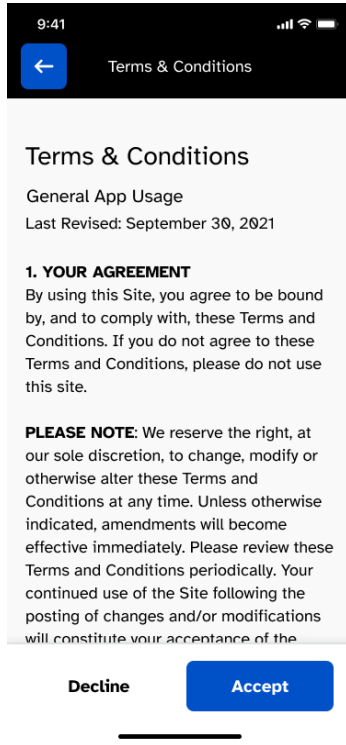 9:41
Terms & Conditions
Terms & Conditions
General App Usage
Last Revised: September 30, 2021
1. YOUR AGREEMENT
By using this Site, you agree to be bound
by, and to comply with, these Terms and
Conditions. If you do not agree to these
Terms and Conditions, please do not use
this site.
PLEASE NOTE: We reserve the right, at
our sole discretion, to change, modify or
otherwise alter these Terms and
Conditions at any time. Unless otherwise
indicated, amendments will become
effective immediately. Please review these
Terms and Conditions periodically. Your
continued use of the Site following the
posting of changes and/or modifications
will constitute your acceptance of the
Decline
Accept